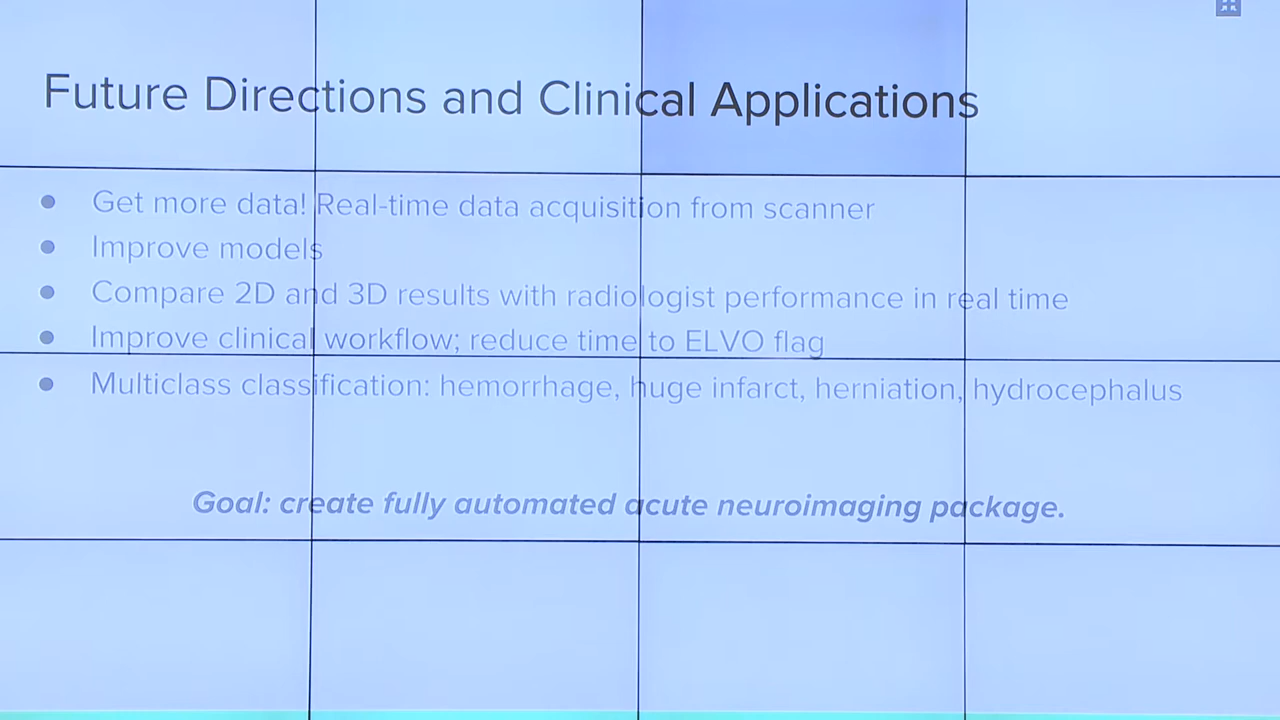 Future Directions and Clinical Applications
Get more data! Real-time data acquisition from scanner
Improve models
Compare 2D and 3D results with radiologist performance in real time
Improve clinical workflow; reduce time to ELVO flag
Multiclass classification: hemorrhage, huge infarct, herniation, hydrocephalus
Goal: create fully automated acute neuroimaging package.